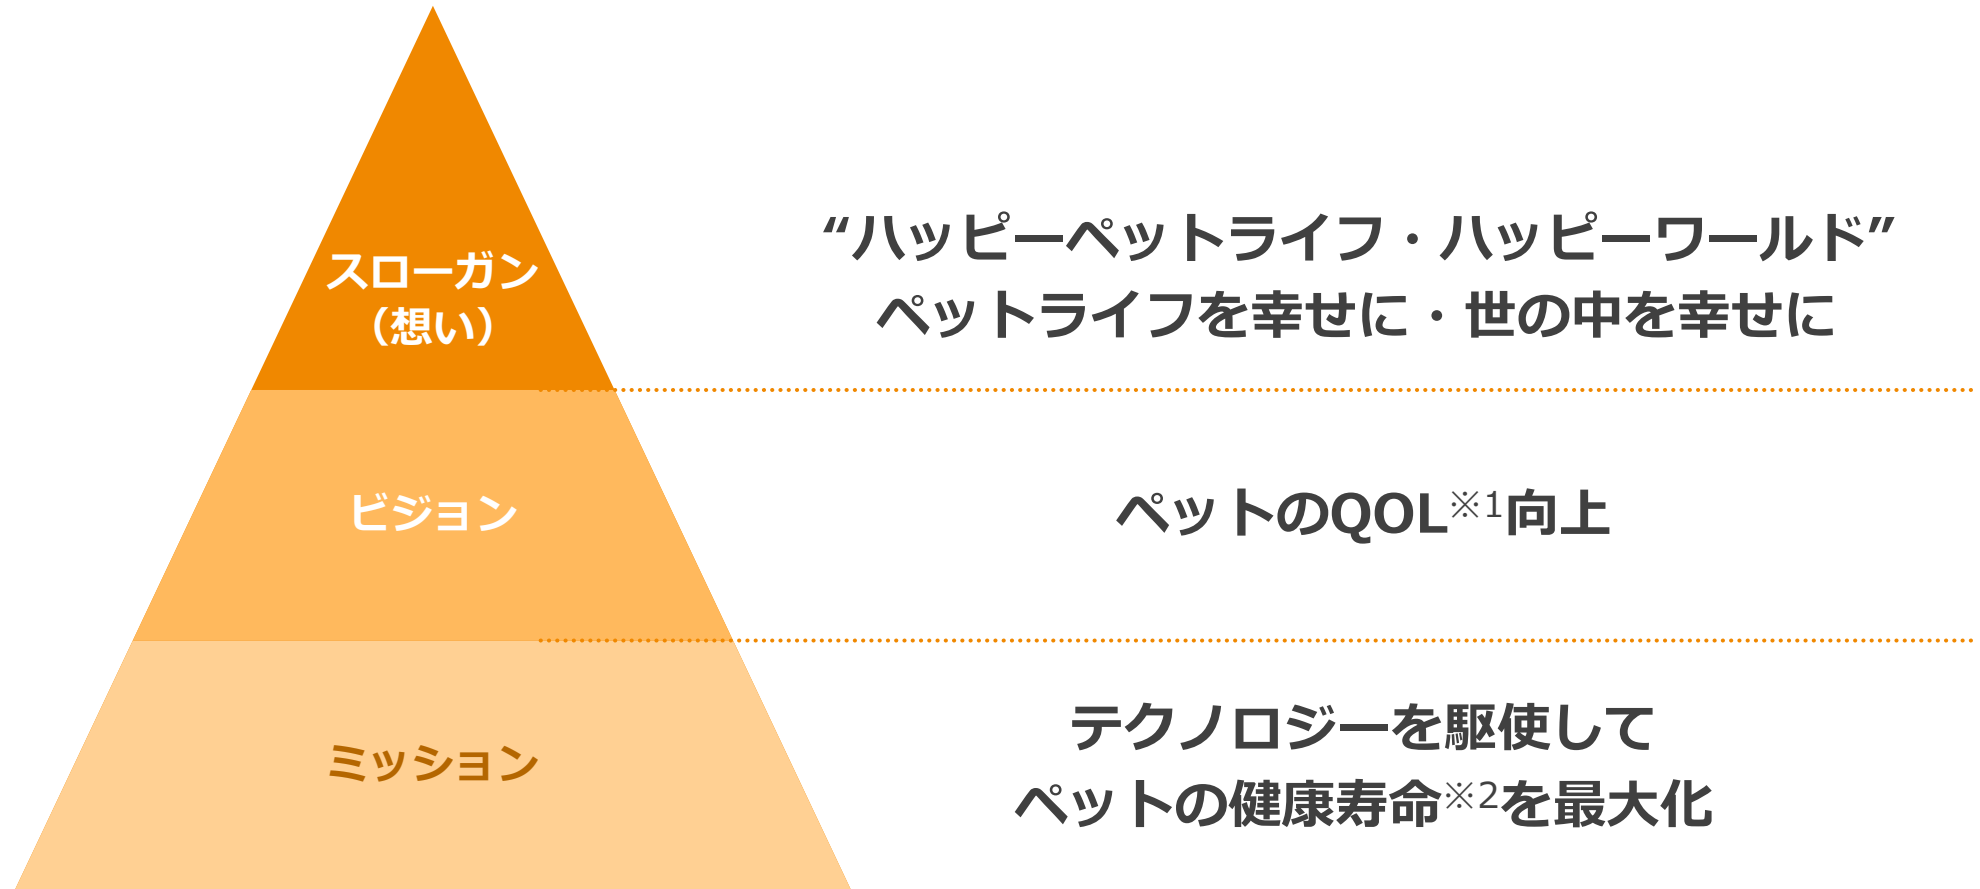 スローガン
（想い）
“ハッピーペットライフ・ハッピーワールド”
ペットライフを幸せに・世の中を幸せに
ビジョン
ペットのQOL※1向上
ミッション
テクノロジーを駆使して
ペットの健康寿命※2を最大化